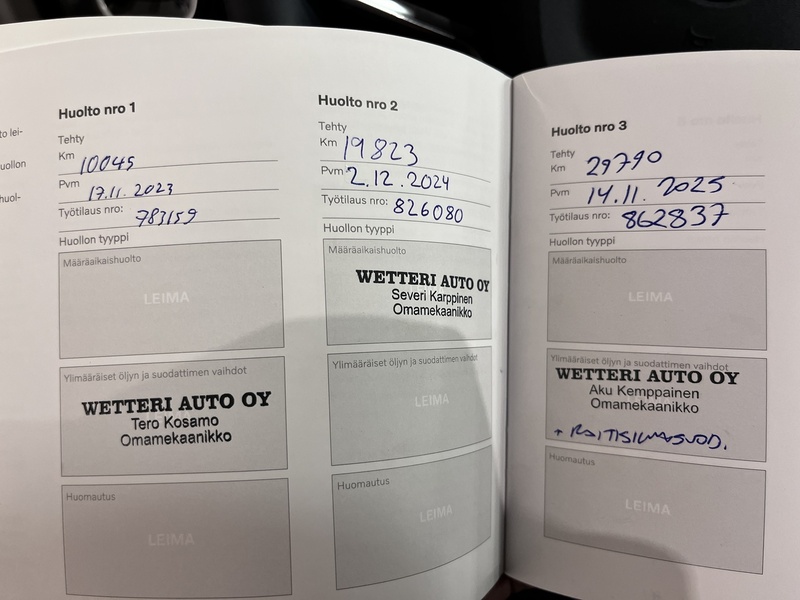 to lei-
uollon
huol-
Huolto nro 1
Tehty
Km 10045
Pvm 17.11.2023
Työtilaus nro: 783159
Huollon tyyppi
Määräaikaishuolto
LEIMA
Ylimääräiset öljyn ja suodattimen vaihdot
WETTERI AUTO OY
Tero Kosamo
Omamekaanikko
Huomautus
LEIMA
Huolto nro 2
Tehty
Km 19823
Pvm 2.12.2024
Työtilaus nro: 826080
Huollon tyyppi
Määräaikaishuolto
WETTERI AUTO OY
Severi Karppinen
Omamekaanikko
Ylimääräiset öljyn ja suodattimen vaihdot
LEIMA
Huomautus
LEIMA
Huolto nro 3
Tehty
Km 29790
Pvm 14.11.2025
Työtilaus nro: 862837
Huollon tyyppi
Määräaikaishuolto
LEIMA
Ylimääräiset öljyn ja suodattimen vaihdot
WETTERI AUTO OY
Aku Kemppainen
Omamekaanikko
+ RAITISILMASUOD.
Huomautus
LEIMA